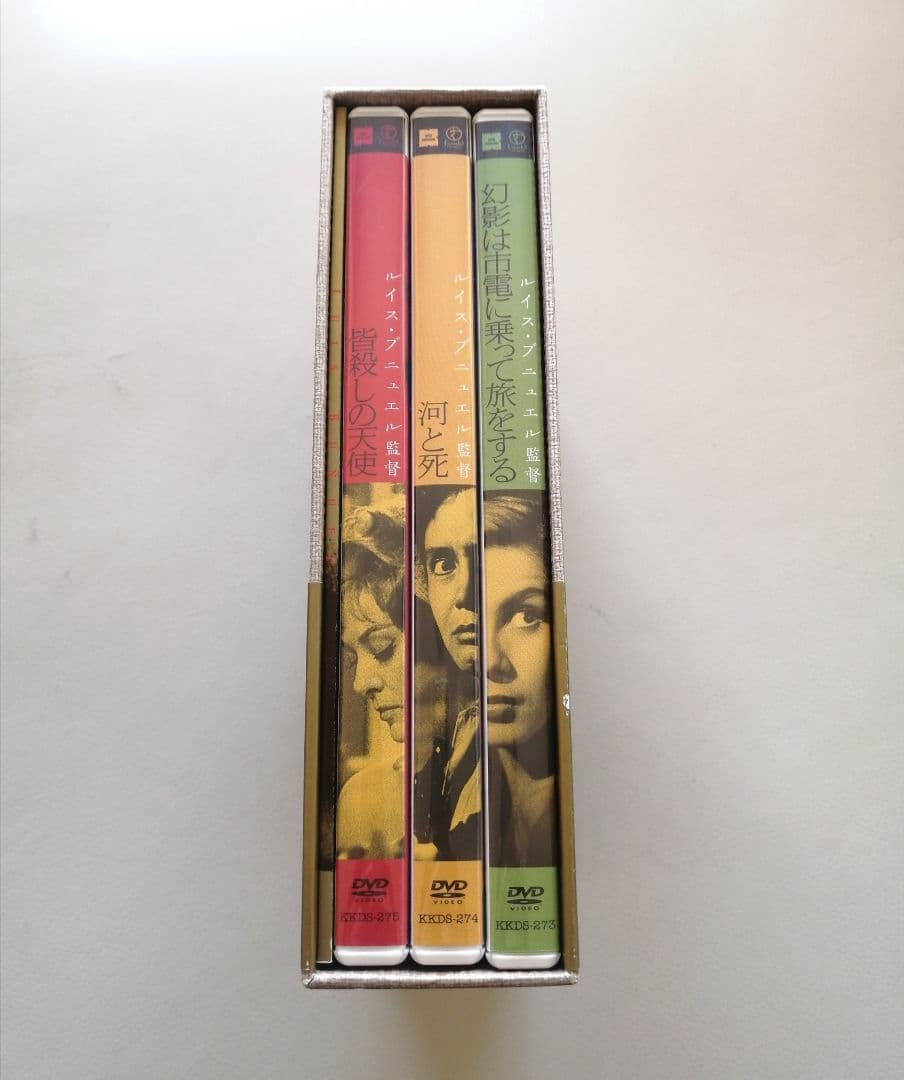 幻影は市電に乗って旅をする
ルイス・ブニュエル監督
DVD
VIDEO
KKDS-273
河と死
ルイス・ブニュエル監督
DVD
VIDEO
KKDS-274
皆殺しの天使
ルイス・ブニュエル監督
DVD
VIDEO
KKDS-275